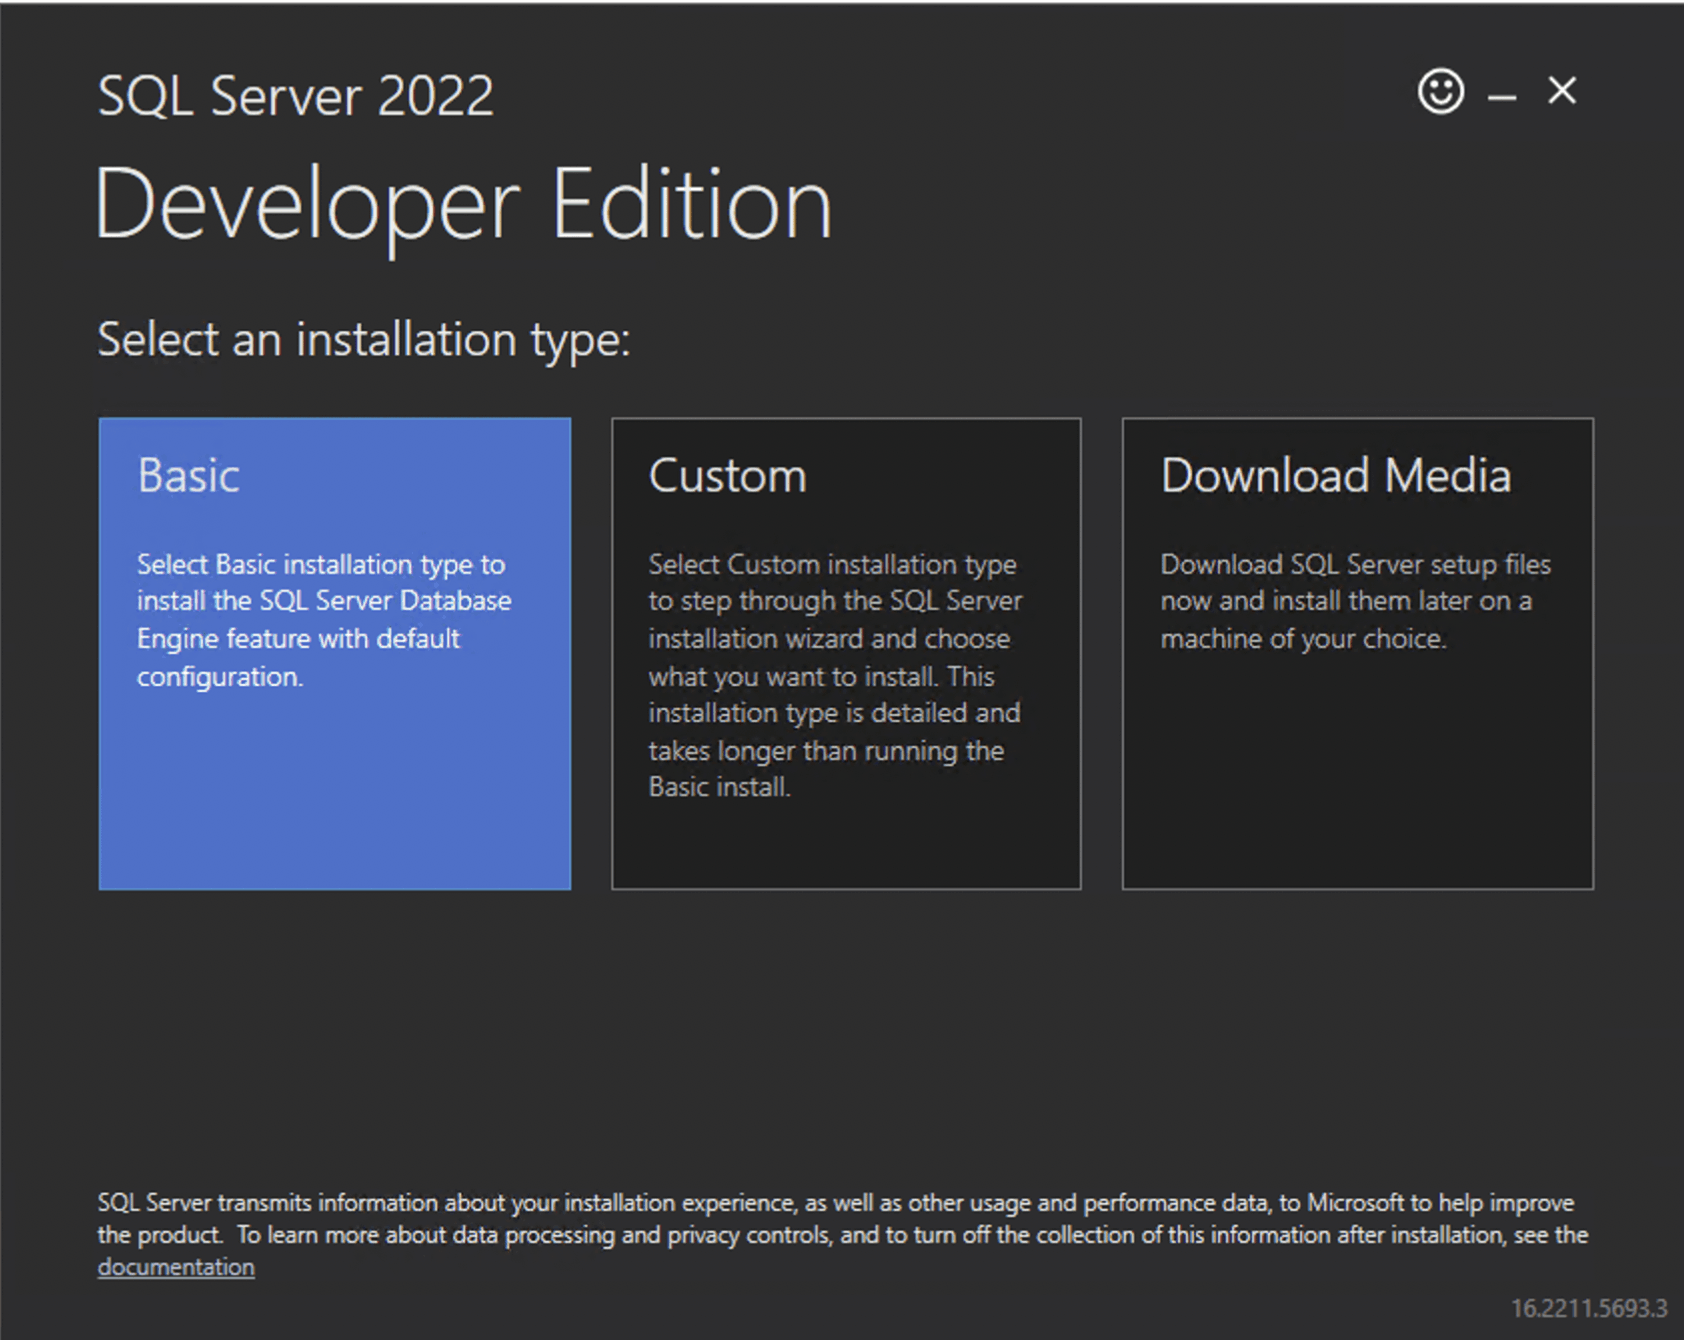 SQL Server 2022
Developer Edition
Select an installation type:
Basic
Select Basic installation type to
install the SQL Server Database
Engine feature with default
configuration.
Custom
Select Custom installation type
to step through the SQL Server
installation wizard and choose
what you want to install. This
installation type is detailed and
takes longer than running the
Basic install.
Download Media
Download SQL Server setup files
now and install them later on a
machine of your choice.
SQL Server transmits information about your installation experience, as well as other usage and performance data, to Microsoft to help improve
the product.  To learn more about data processing and privacy controls, and to turn off the collection of this information after installation, see the
documentation
16.2211.5693.3